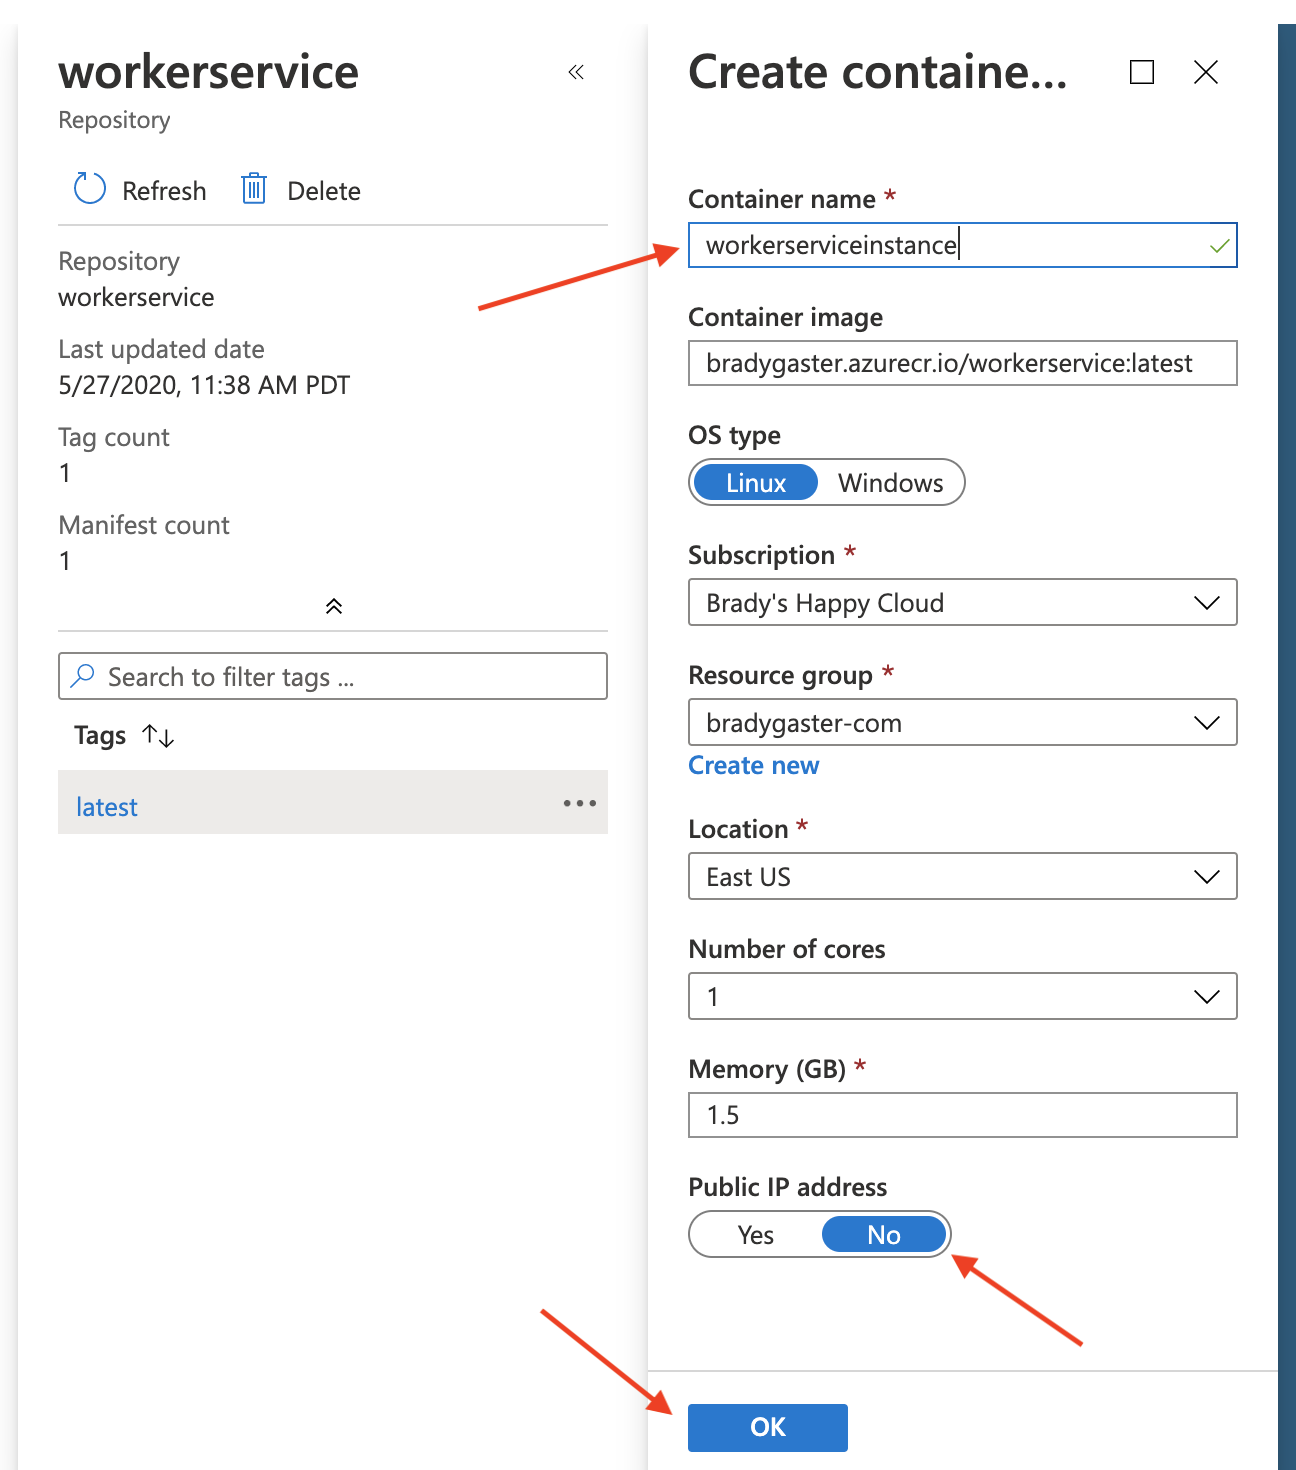 workerservice
Repository
Refresh
Delete
Repository
workerservice
Last updated date
5/27/2020, 11:38 AM PDT
Tag count
1
Manifest count
1
Search to filter tags ...
Tags
latest
Create containe...
Container name *
workerserviceinstance
Container image
bradygaster.azurecr.io/workerservice:latest
OS type
Linux
Windows
Subscription *
Brady's Happy Cloud
Resource group *
bradygaster-com
Create new
Location *
East US
Number of cores
1
Memory (GB) *
1.5
Public IP address
Yes
No
OK